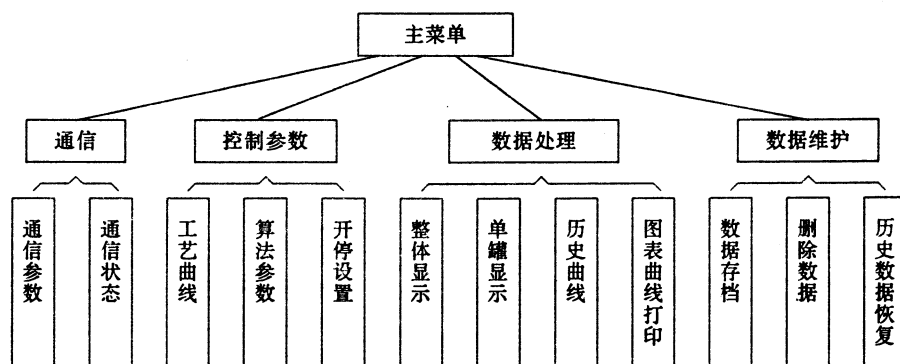 主菜单
通信
控制参数
数据处理
数据维护
通信参数
通信状态
工艺曲线
算法参数
开停设置
整体显示
单罐显示
历史曲线
图表曲线打印
数据存档
删除数据
历史数据恢复